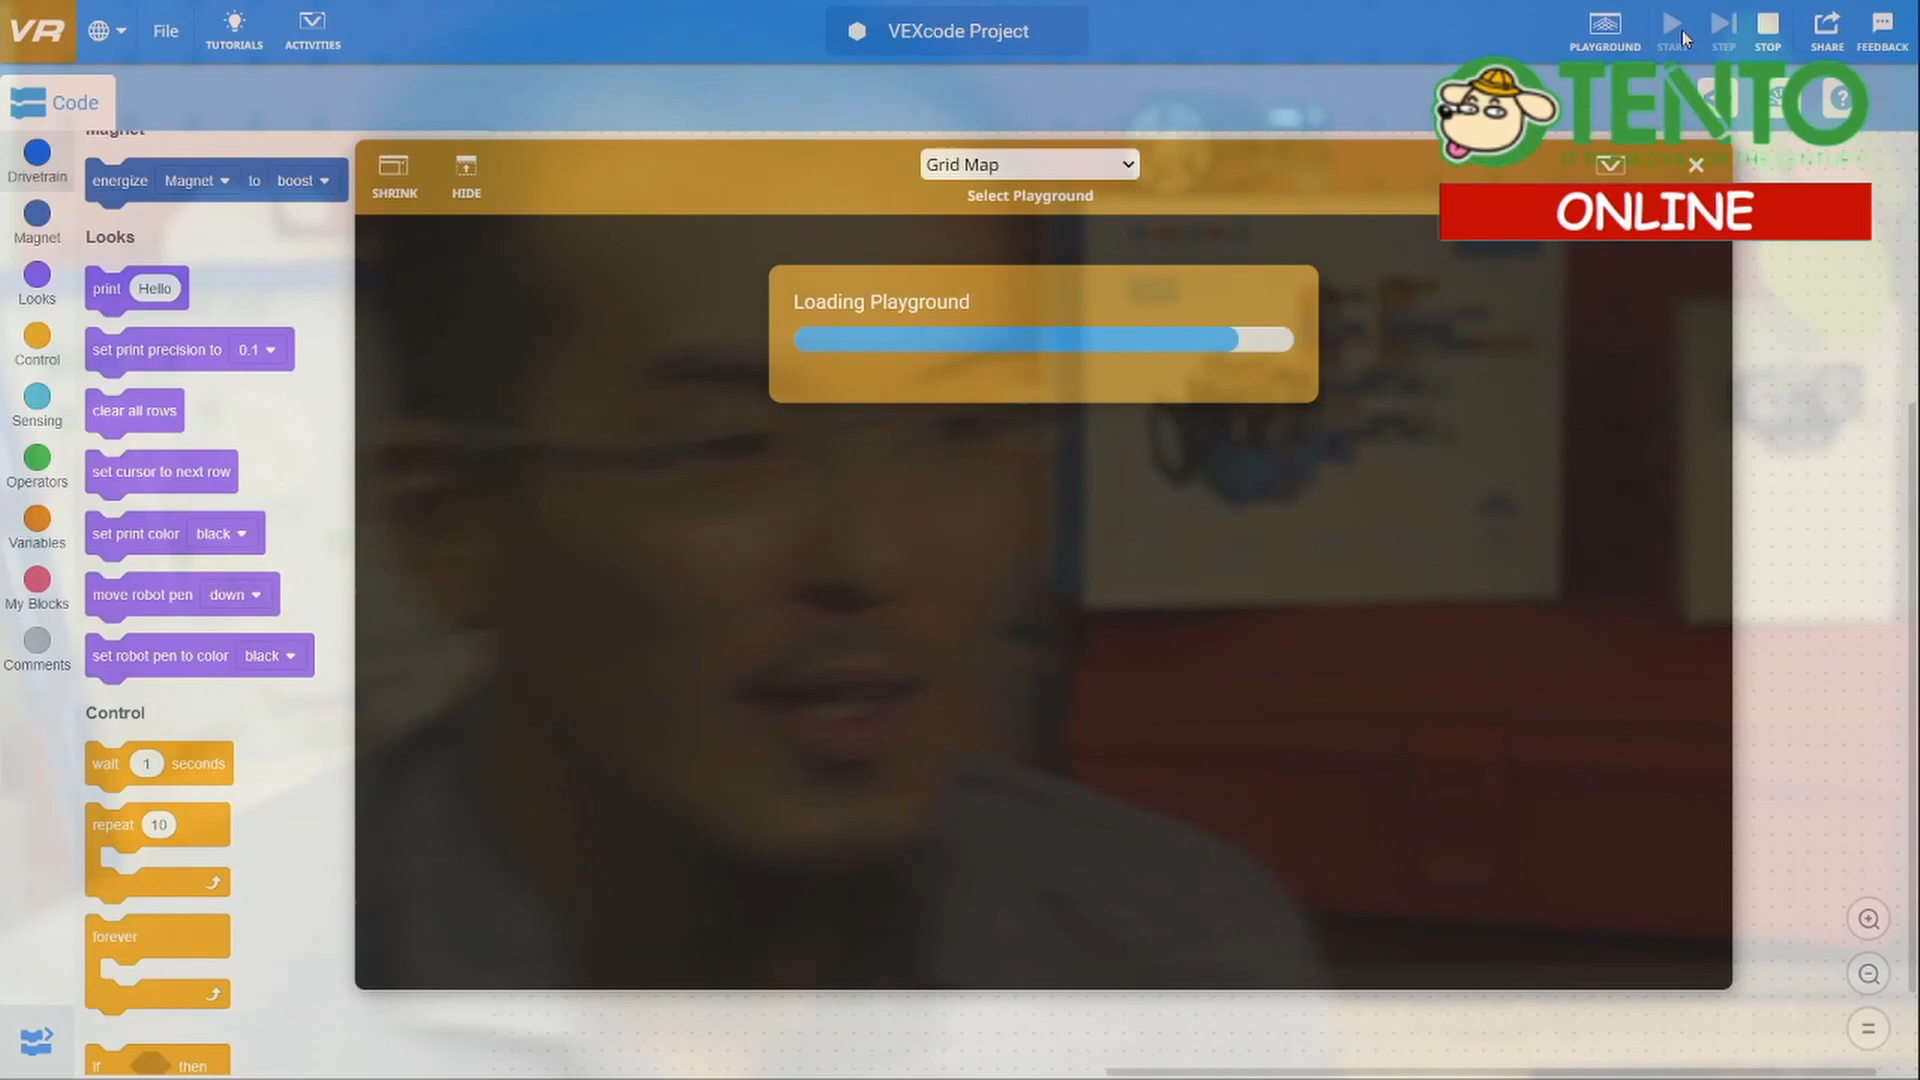 VR
File
TUTORIALS
ACTIVITIES
VEXcode Project
PLAYGROUND
START
STEP
STOP
SHARE
FEEDBACK
TENTO
ONLINE
Code
Drivetrain
Magnet
Looks
Control
Sensing
Operators
Variables
My Blocks
Comments
Magnet
energize Magnet to boost
Looks
print Hello
set print precision to 0.1
clear all rows
set cursor to next row
set print color black
move robot pen down
set robot pen to color black
Control
wait 1 seconds
repeat 10
forever
If then
SHRINK
HIDE
Grid Map
Select Playground
Loading Playground